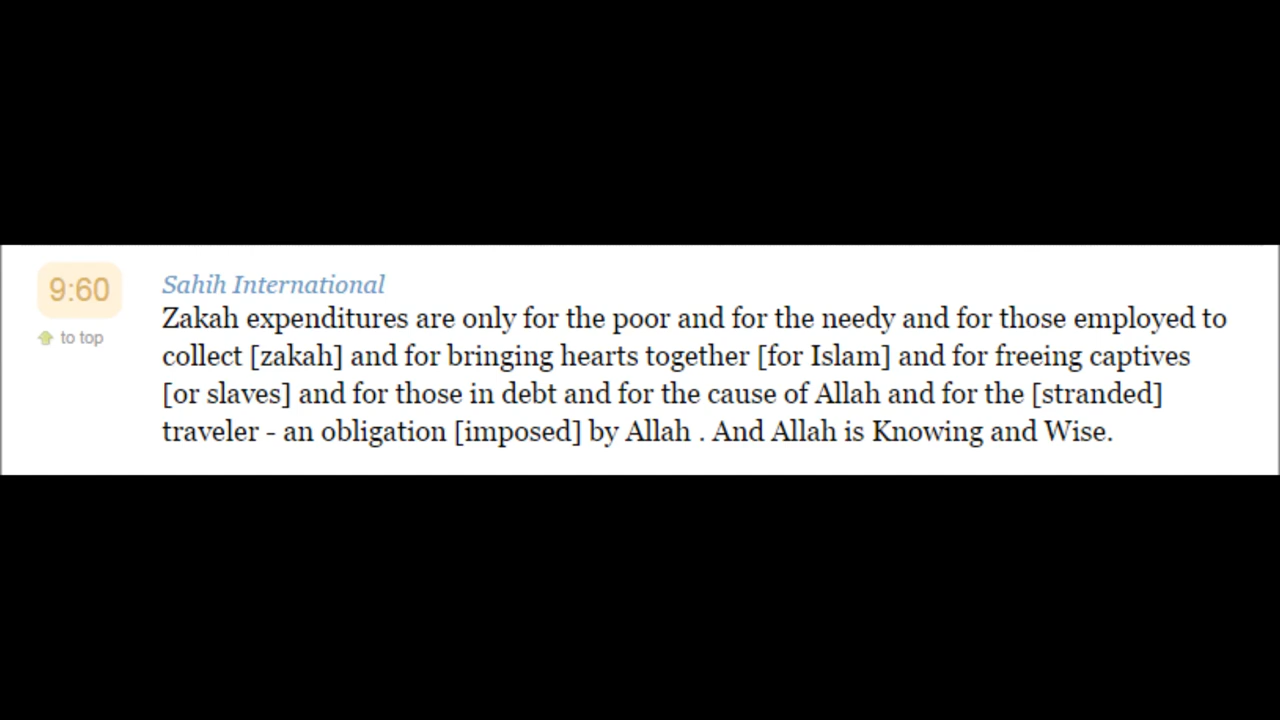 9:60
to top
Sahih International
Zakah expenditures are only for the poor and for the needy and for those employed to
collect [zakah] and for bringing hearts together [for Islam] and for freeing captives
[or slaves] and for those in debt and for the cause of Allah and for the [stranded]
traveler - an obligation [imposed] by Allah . And Allah is Knowing and Wise.